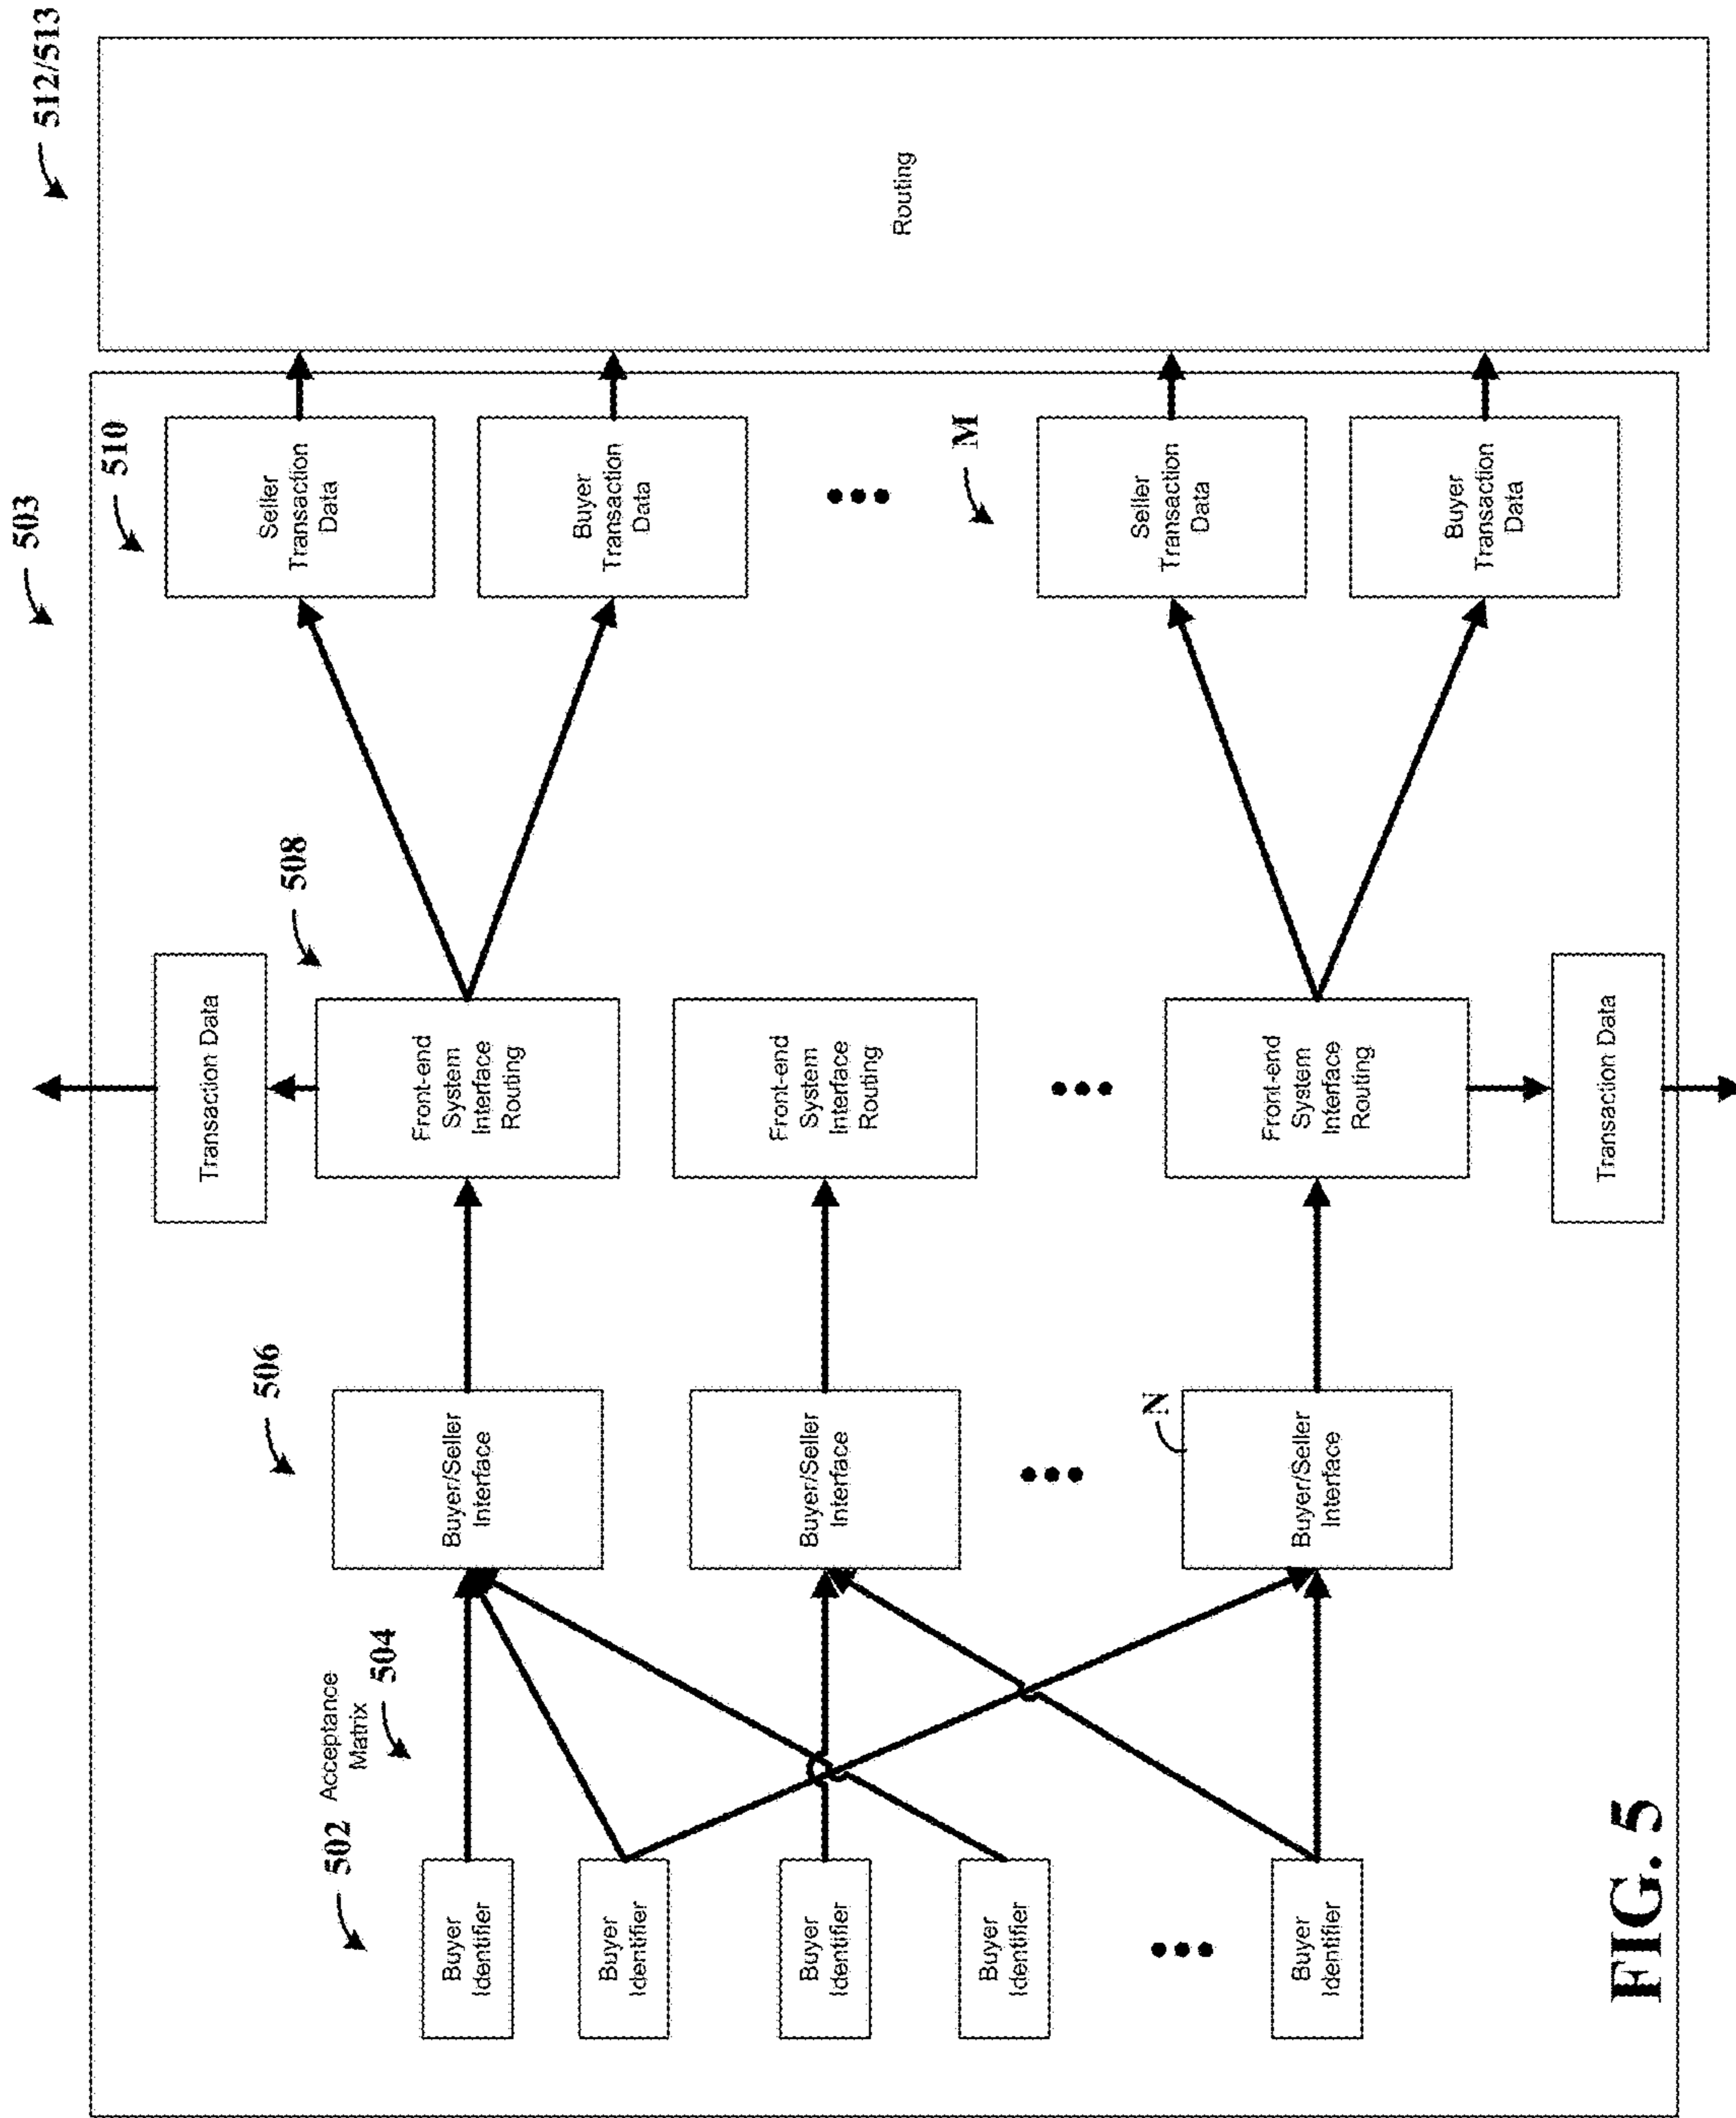 503
512/513
510
508
506
502
Acceptance
Matrix
504
Transaction Data
Buyer
Identifier
Buyer/Seller
Interface
Front-end
System
Interface
Routing
Seller
Transaction
Data
Buyer
Identifier
Buyer
Transaction
Data
Buyer
Identifier
Buyer/Seller
Interface
Front-end
System
Interface
Routing
Routing
Buyer
Identifier
M
N
Seller
Transaction
Data
Buyer
Identifier
Buyer/Seller
Interface
Front-end
System
Interface
Routing
Buyer
Transaction
Data
Transaction Data
FIG. 5